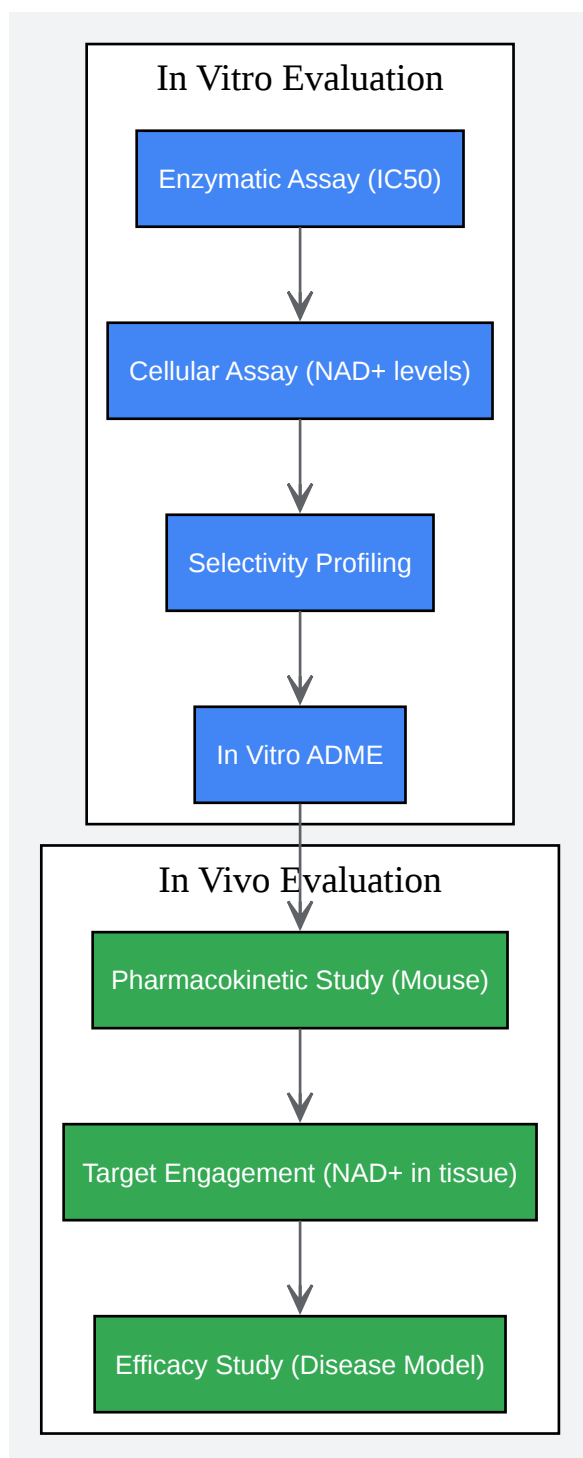 In Vitro Evaluation
Enzymatic Assay (IC50)
Cellular Assay (NAD+ levels)
Selectivity Profiling
In Vitro ADME
In Vivo Evaluation
Pharmacokinetic Study (Mouse)
Target Engagement (NAD+ in tissue)
Efficacy Study (Disease Model)